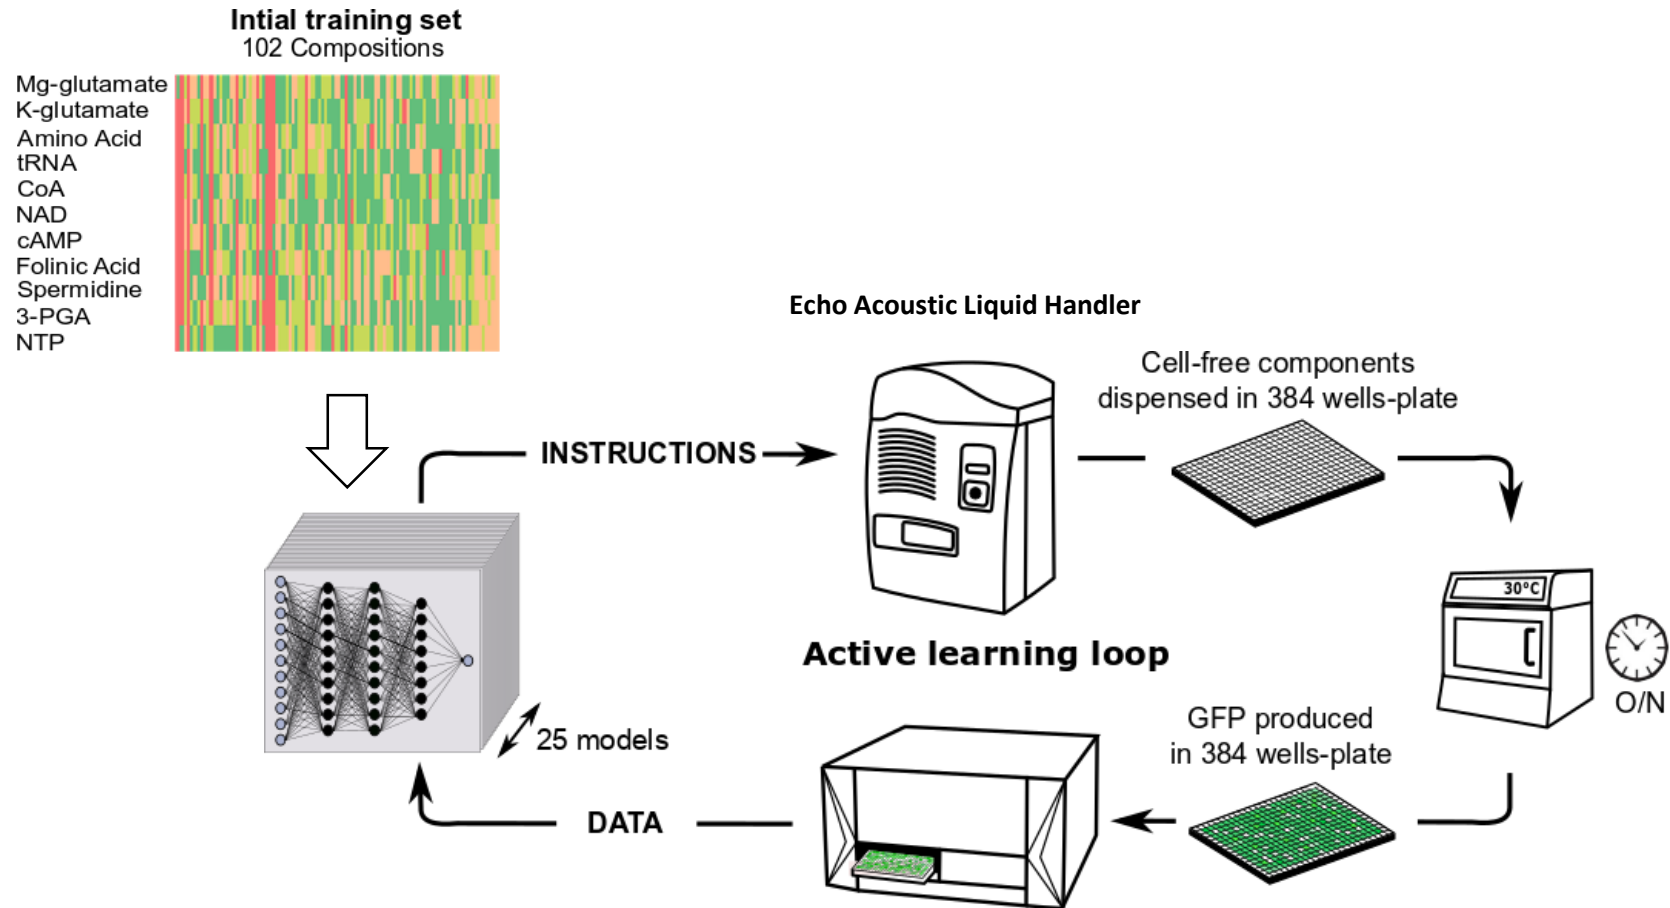 Intial training set
102 Compositions
Mg-glutamate
K-glutamate
Amino Acid
tRNA
CoA
NAD
cAMP
Folinic Acid
Spermidine
3-PGA
NTP
Echo Acoustic Liquid Handler
Cell-free components
dispensed in 384 wells-plate
INSTRUCTIONS
30°C
O/N
Active learning loop
GFP produced
in 384 wells-plate
25 models
DATA